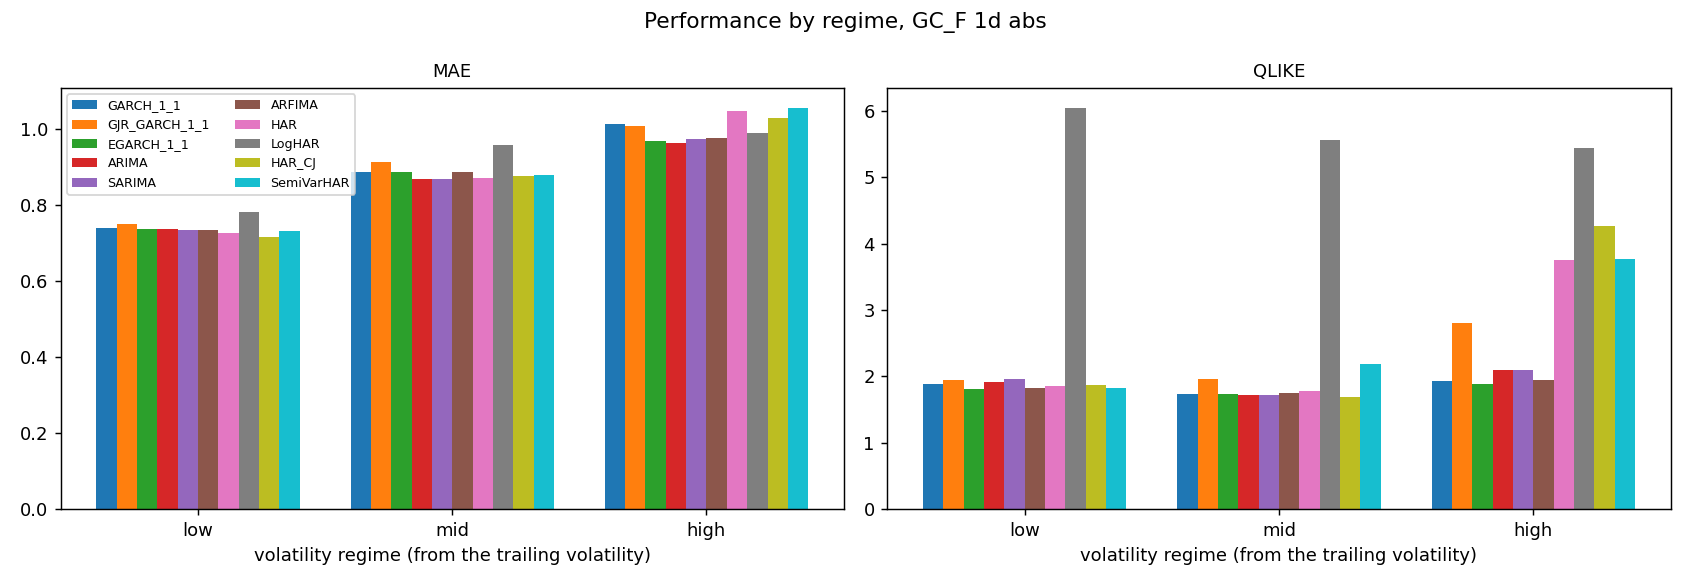 Performance by regime, GC_F 1d abs
MAE
GARCH_1_1
GJR_GARCH_1_1
EGARCH_1_1
ARIMA
SARIMA
ARFIMA
HAR
LogHAR
HAR_CJ
SemiVarHAR
1.0
0.8
0.6
0.4
0.2
0.0
low
mid
high
volatility regime (from the trailing volatility)
QLIKE
6
5
4
3
2
1
0
low
mid
high
volatility regime (from the trailing volatility)